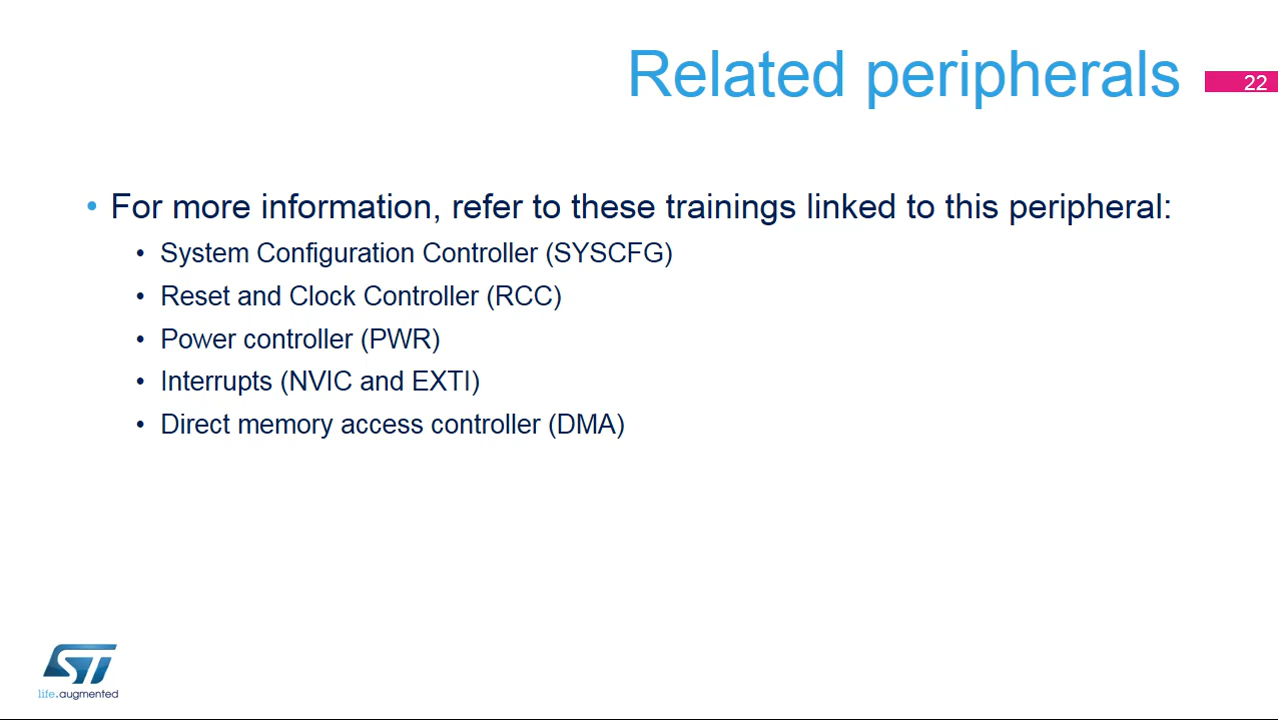 Related peripherals
22
• For more information, refer to these trainings linked to this peripheral:
• System Configuration Controller (SYSCFG)
• Reset and Clock Controller (RCC)
• Power controller (PWR)
• Interrupts (NVIC and EXTI)
• Direct memory access controller (DMA)
ST
life.augmented